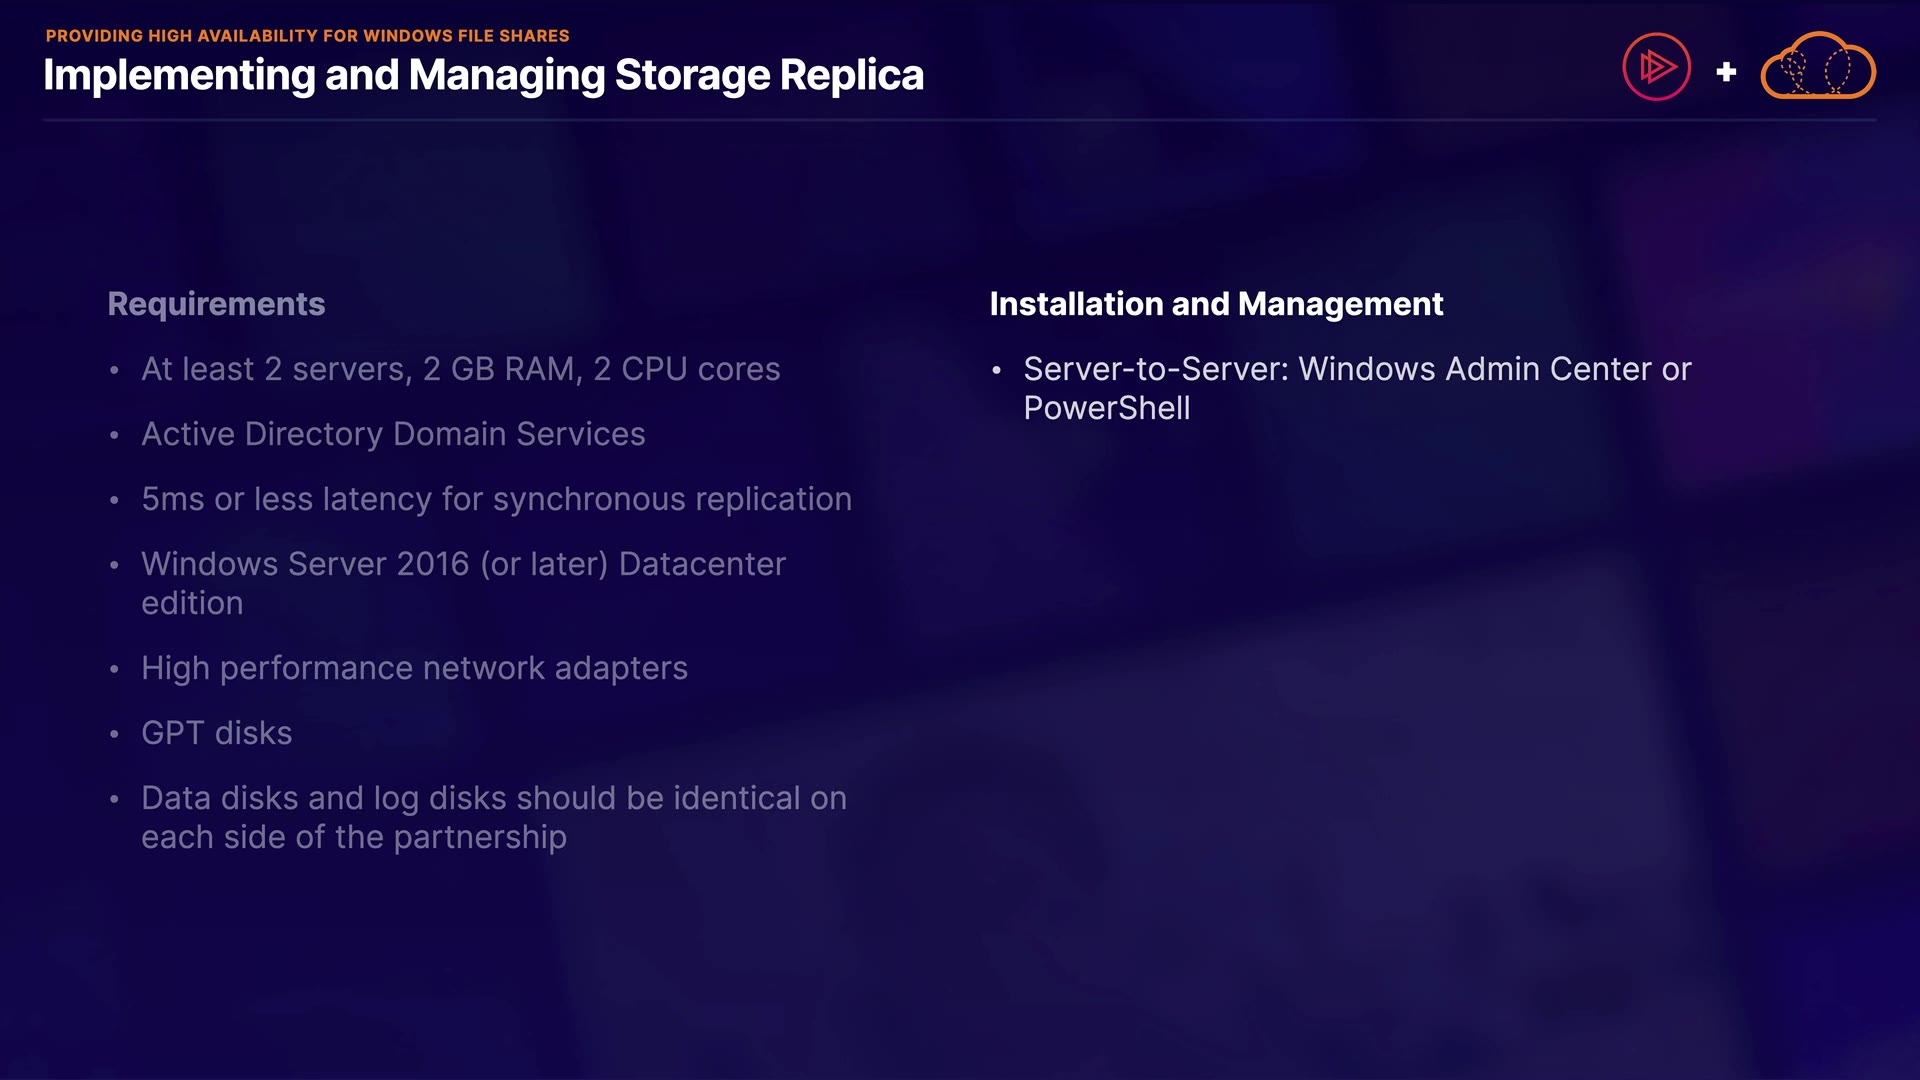 PROVIDING HIGH AVAILABILITY FOR WINDOWS FILE SHARES
Implementing and Managing Storage Replica
Requirements
• At least 2 servers, 2 GB RAM, 2 CPU cores
• Active Directory Domain Services
• 5ms or less latency for synchronous replication
• Windows Server 2016 (or later) Datacenter
edition
• High performance network adapters
• GPT disks
• Data disks and log disks should be identical on
each side of the partnership
Installation and Management
• Server-to-Server: Windows Admin Center or
PowerShell